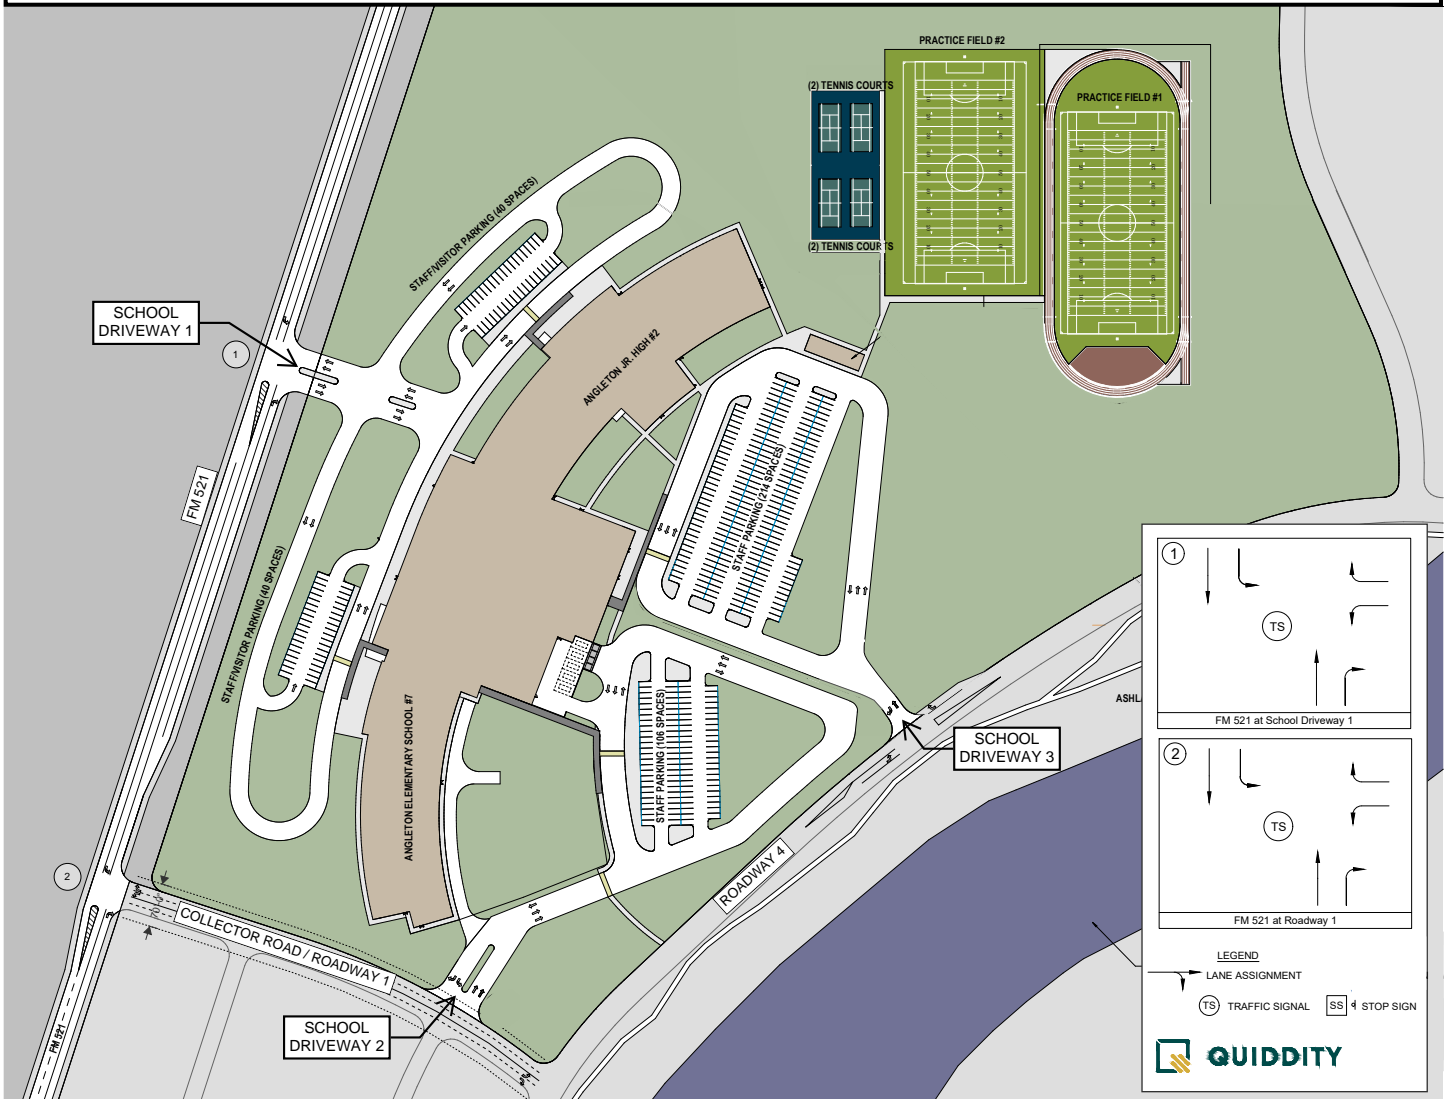 PRACTICE FIELD #2
(2) TENNIS COURTS
PRACTICE FIELD #1
STAFF/VISITOR PARKING (40 SPACES)
(2) TENNIS COURTS
SCHOOL
DRIVEWAY 1
1
ANGLETON JR. HIGH #2
FM 521
STAFF PARKING (214 SPACES)
STAFF/VISITOR PARKING (40 SPACES)
ANGLETON ELEMENTARY SCHOOL #7
STAFF PARKING (106 SPACES)
ASHL
SCHOOL
DRIVEWAY 3
ROADWAY 4
2
COLLECTOR ROAD / ROADWAY 1
SCHOOL
DRIVEWAY 2
FM 521
1
TS
FM 521 at School Driveway 1
2
TS
FM 521 at Roadway 1
LEGEND
LANE ASSIGNMENT
TS TRAFFIC SIGNAL SS STOP SIGN
QUIDDITY